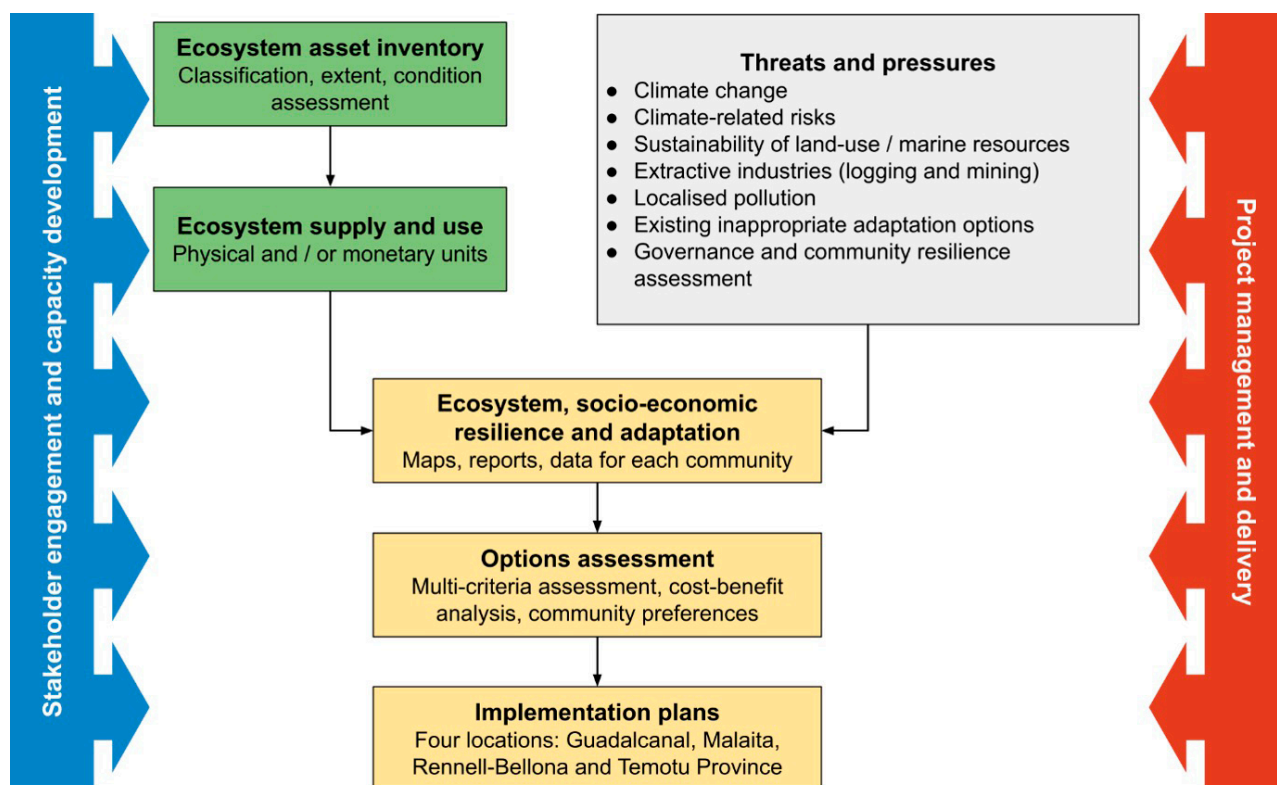 Stakeholder engagement and capacity development
Ecosystem asset inventory
Classification, extent, condition
assessment
Ecosystem supply and use
Physical and / or monetary units
Threats and pressures
● Climate change
● Climate-related risks
● Sustainability of land-use / marine resources
● Extractive industries (logging and mining)
● Localised pollution
● Existing inappropriate adaptation options
● Governance and community resilience
assessment
Ecosystem, socio-economic
resilience and adaptation
Maps, reports, data for each community
Options assessment
Multi-criteria assessment, cost-benefit
analysis, community preferences
Implementation plans
Four locations: Guadalcanal, Malaita,
Rennell-Bellona and Temotu Province
Project management and delivery